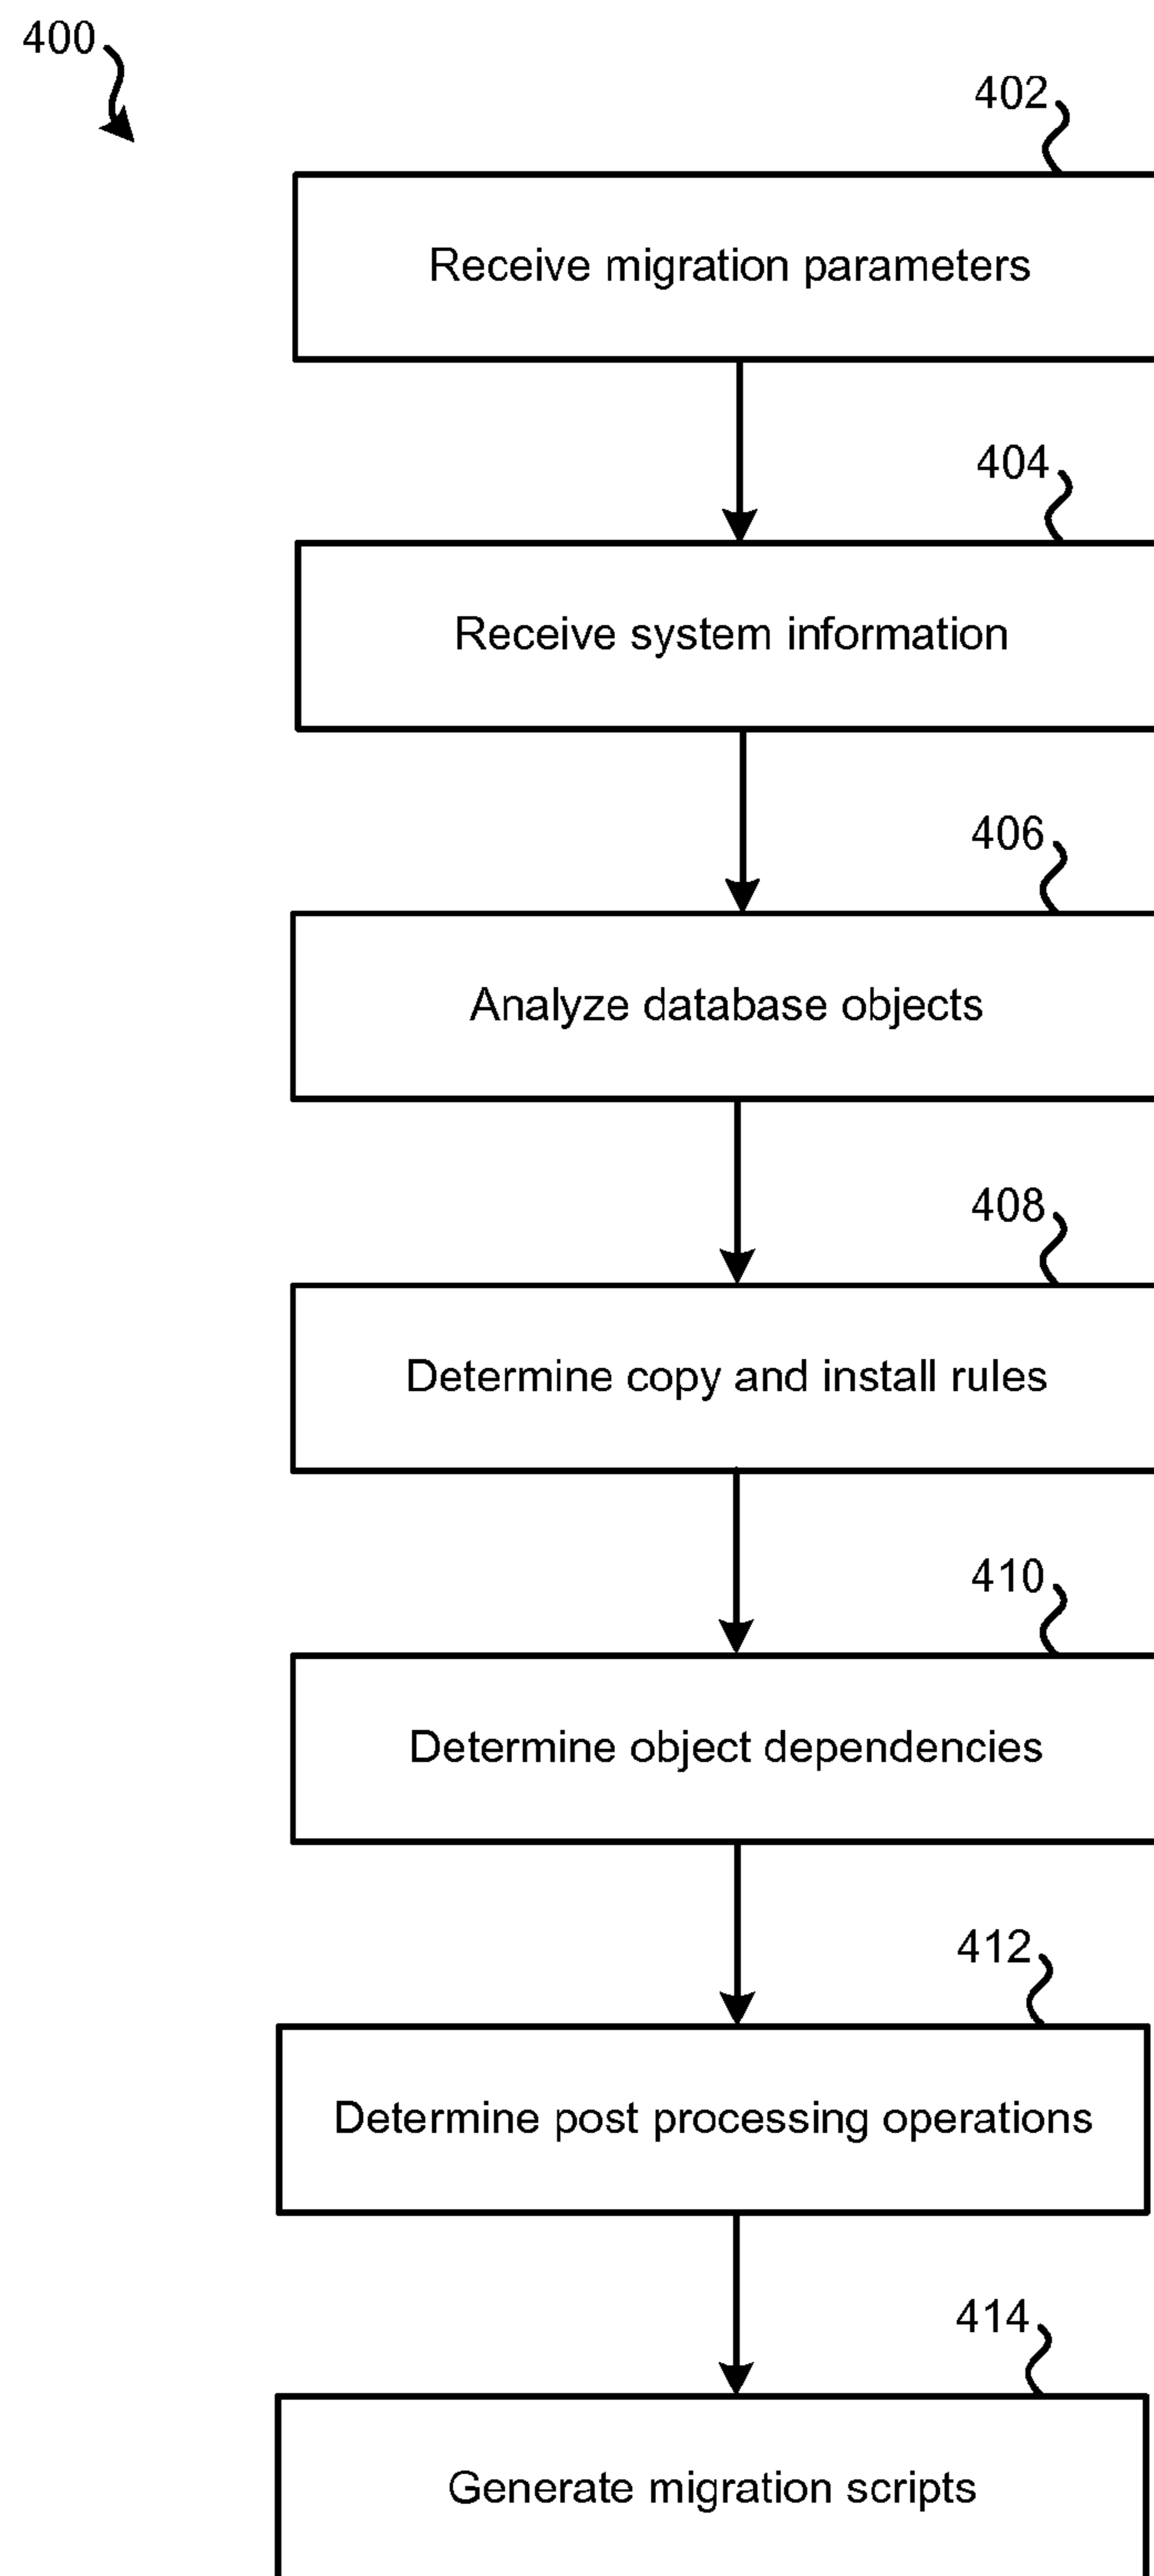 400
402
Receive migration parameters
404
Receive system information
406
Analyze database objects
408
Determine copy and install rules
410
Determine object dependencies
412
Determine post processing operations
414
Generate migration scripts